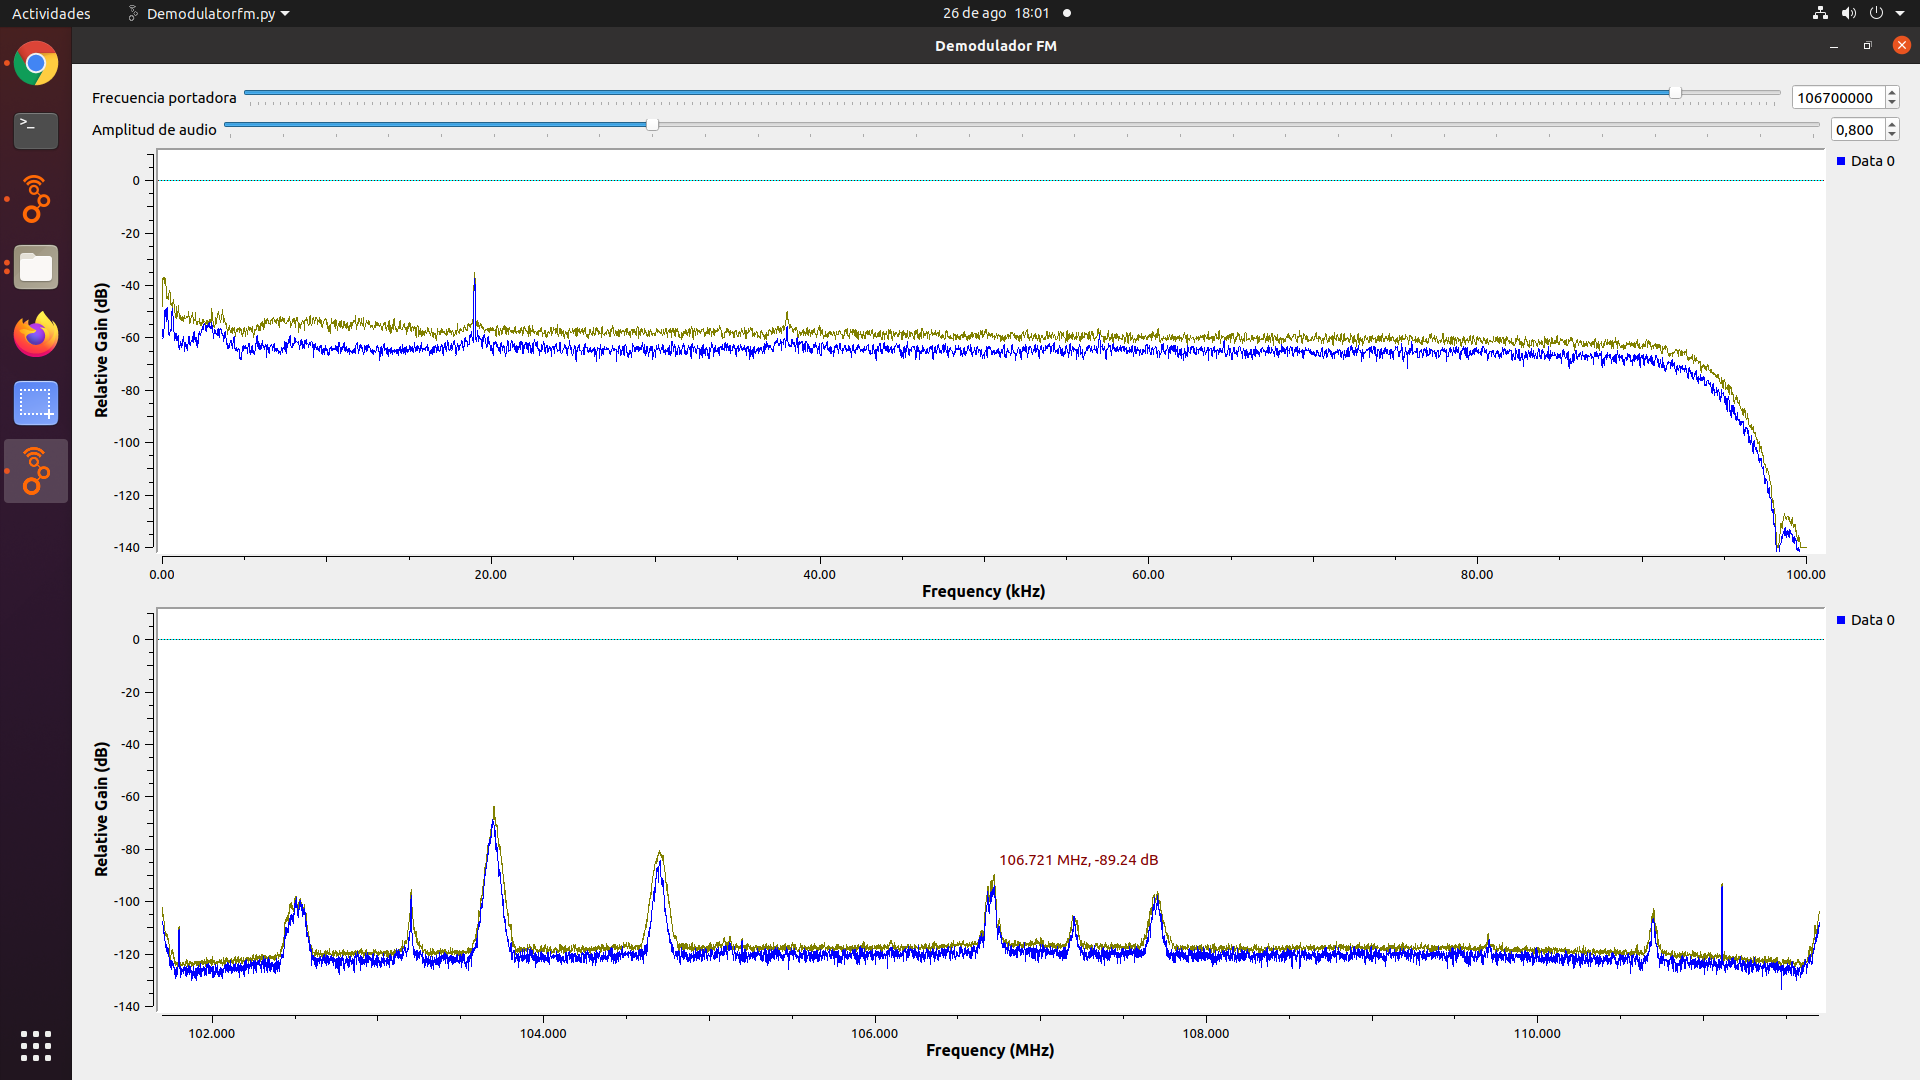 Actividades Demodulatorfm.py 26 de ago 18:01
Demodulador FM
>_
Frecuencia portadora 106700000
Amplitud de audio 0,800
Data 0
0
-20
-40
-60
-80
-100
-120
-140
Relative Gain (dB)
0.00 20.00 40.00 60.00 80.00 100.00
Frequency (kHz)
Data 0
0
-20
-40
-60
-80
-100
-120
-140
Relative Gain (dB)
106.721 MHz, -89.24 dB
102.000 104.000 106.000 108.000 110.000
Frequency (MHz)